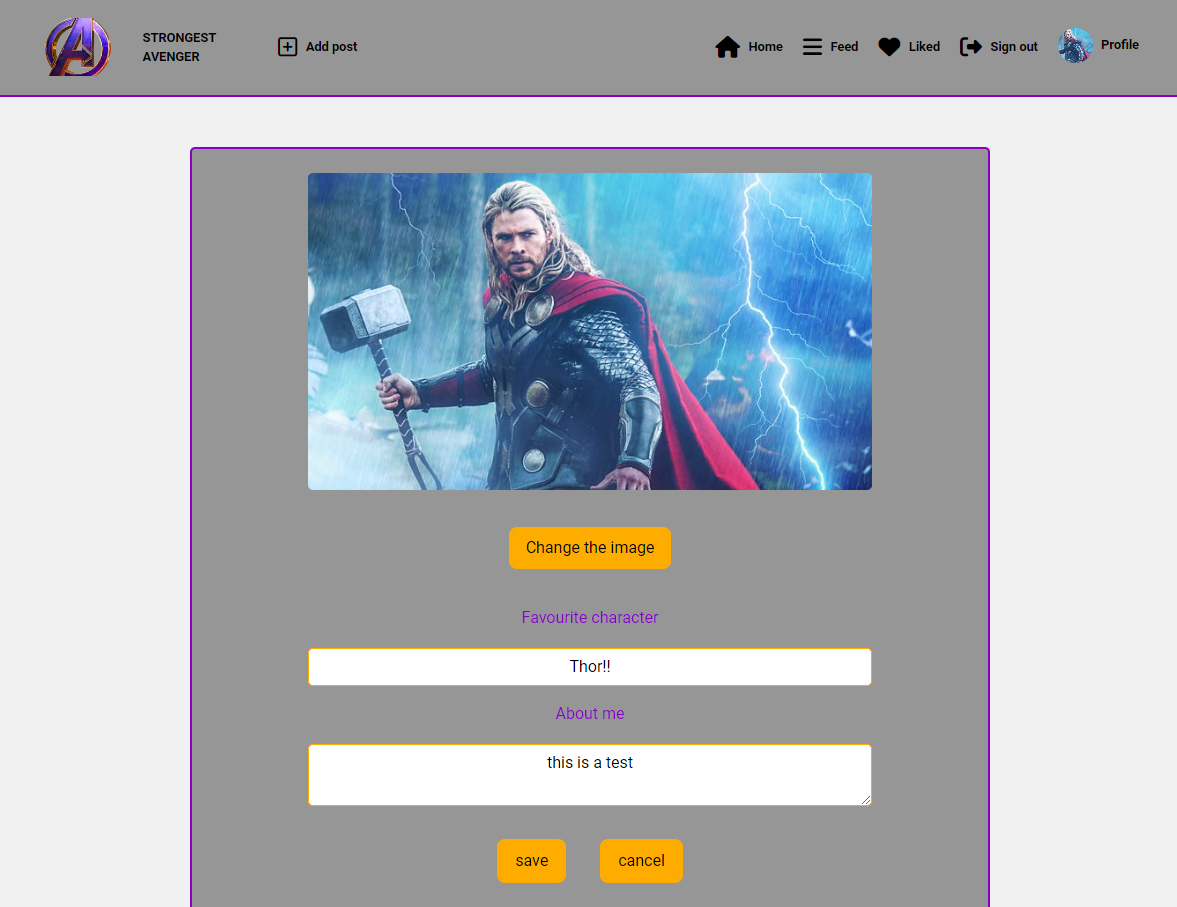 STRONGEST
AVENGER
Add post
Home
Feed
Liked
Sign out
Profile
Change the image
Favourite character
Thor!!
About me
this is a test
save
cancel